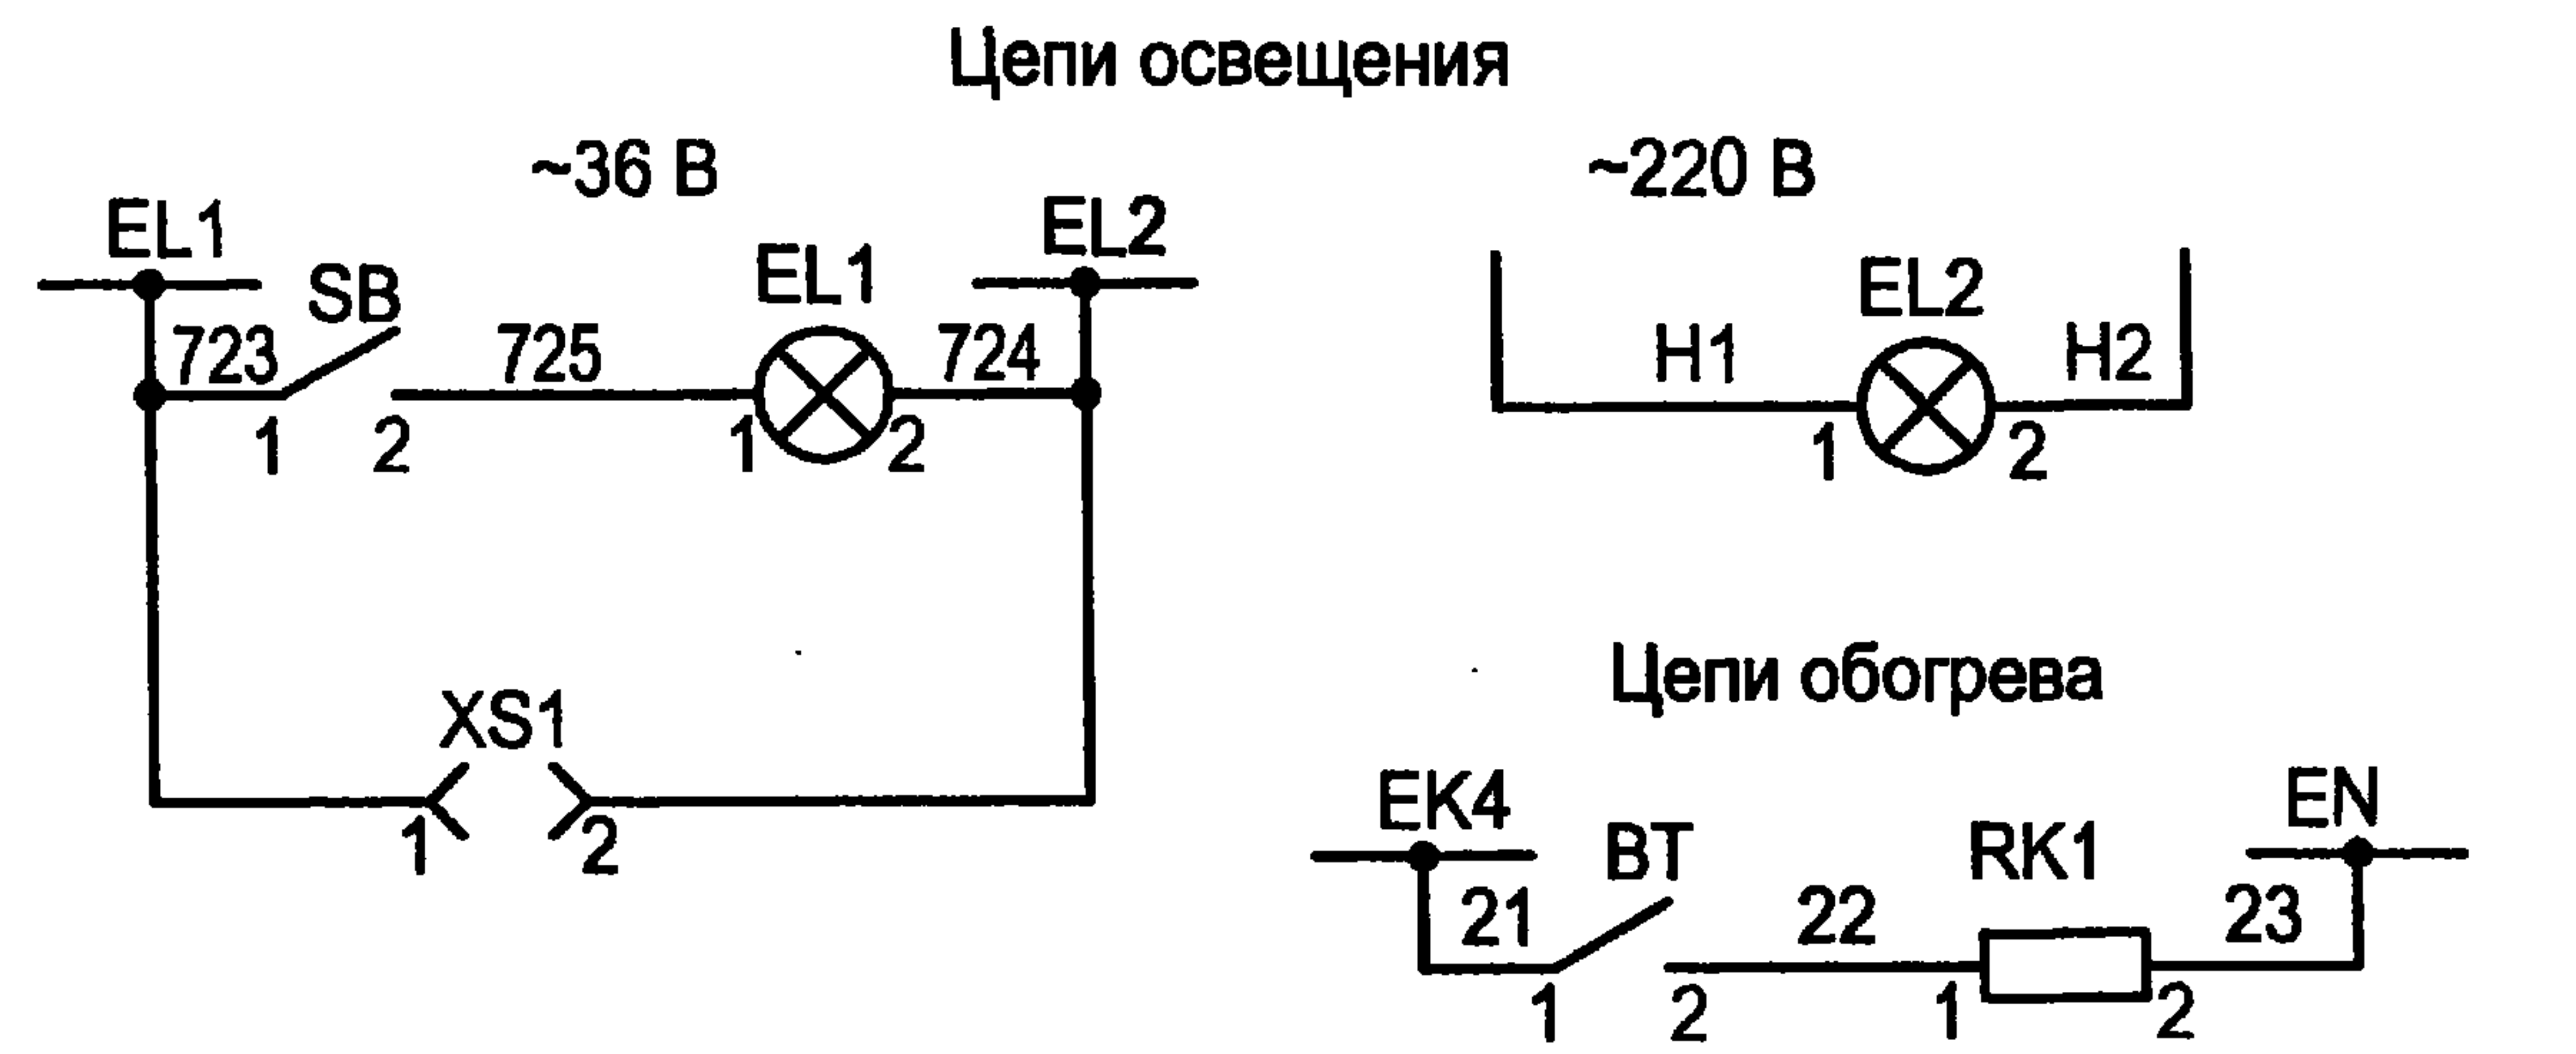 Цепи освещения
~36 В
~220 В
EL1
SB
EL1
EL2
EL2
723
725
724
H1
H2
1
2
1
2
1
2
XS1
1
2
Цепи обогрева
EK4
BT
RK1
EN
21
22
23
1
2
1
2